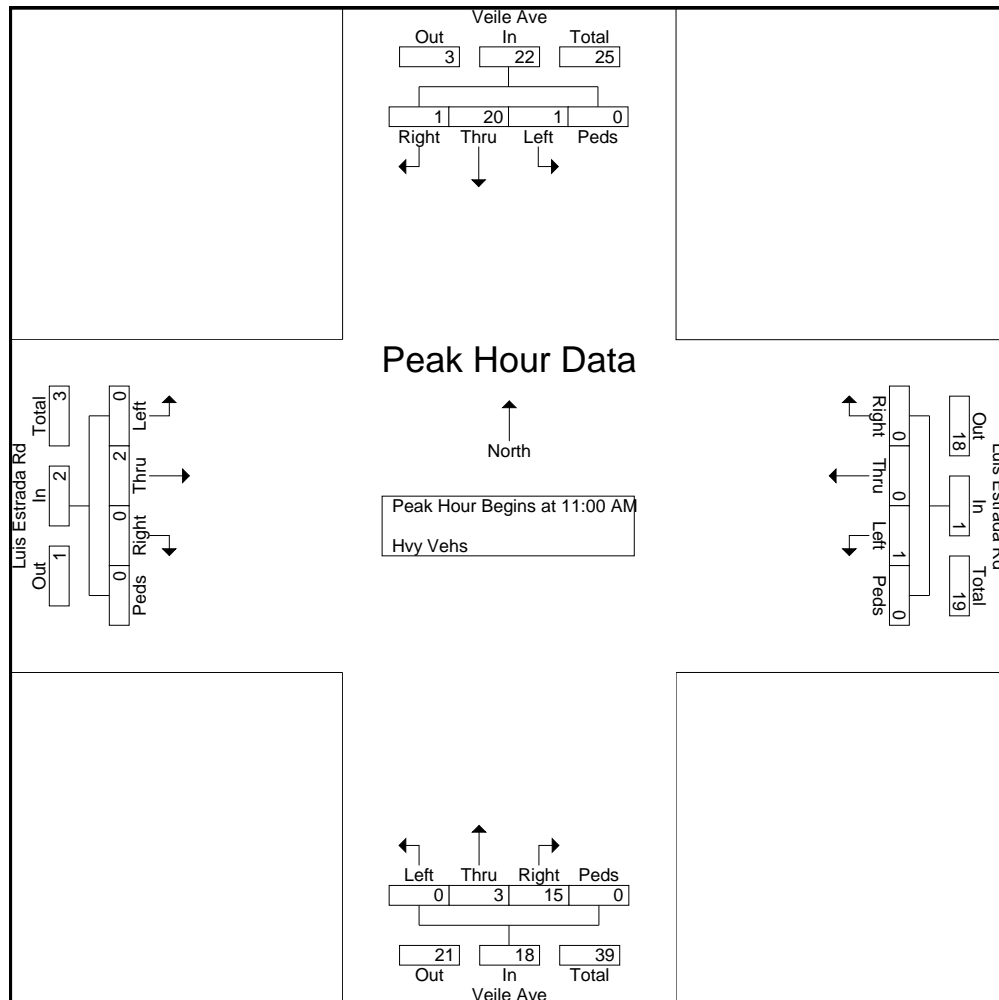 Veile Ave
Out In Total
3 22 25
1 20 1 0
Right Thru Left Peds
Peak Hour Data
North
Peak Hour Begins at 11:00 AM
Hvy Vehs
Luis Estrada Rd
Out In Total
1 2 3
0 2 0 0
Left Thru Right Peds
Luis Estrada Rd
Out In Total
18 1 19
0 0 1 0
Right Thru Left Peds
Left Thru Right Peds
0 3 15 0
21 18 39
Out In Total
Veile Ave